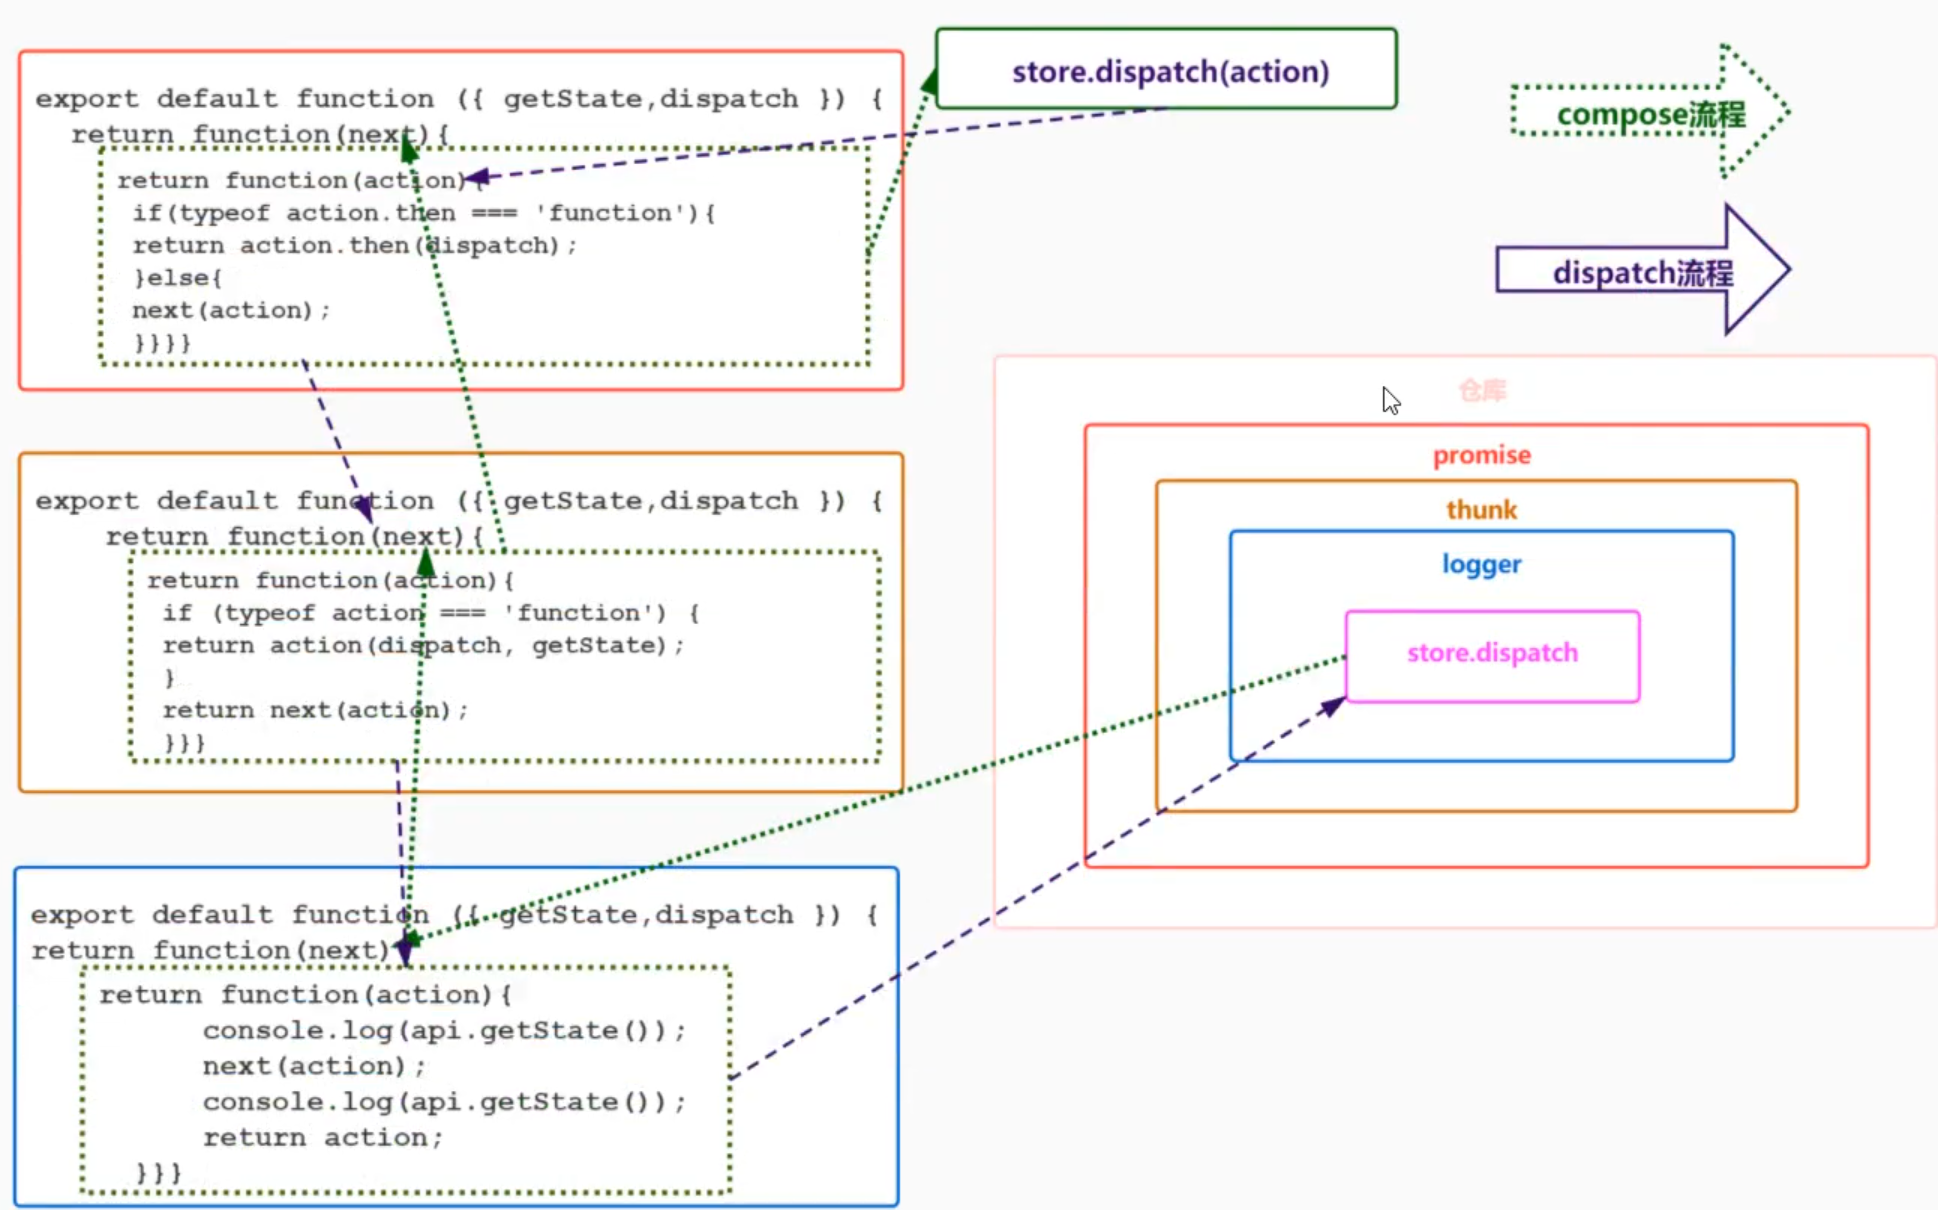 export default function ({ getState,dispatch }) {
return function(next){
return function(action){
if(typeof action.then === 'function'){
return action.then(dispatch);
}else{
next(action);
}}}}
export default function ({ getState,dispatch }) {
return function(next){
return function(action){
if (typeof action === 'function') {
return action(dispatch, getState);
}
return next(action);
}}}
export default function ({ getState,dispatch }) {
return function(next)
return function(action){
console.log(api.getState());
next(action);
console.log(api.getState());
return action;
}}}
store.dispatch(action)
compose流程
dispatch流程
仓库
promise
thunk
logger
store.dispatch